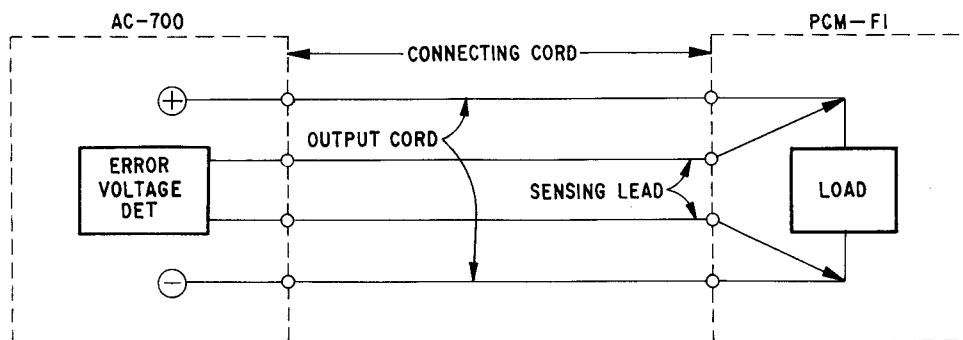 AC-700
PCM-F1
CONNECTING CORD
+
OUTPUT CORD
ERROR
VOLTAGE
DET
SENSING LEAD
LOAD
-